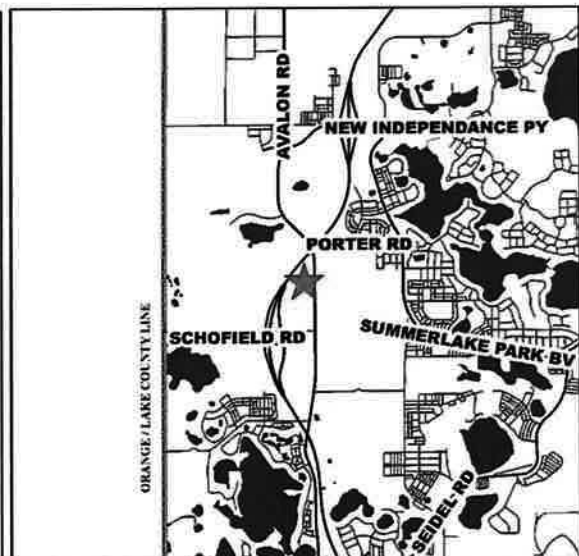 AVALON RD
NEW INDEPENDANCE PY
PORTER RD
SCHOFIELD RD
SUMMERLAKE PARK BV
ORANGE / LAKE COUNTY LINE
SEIDEL RD